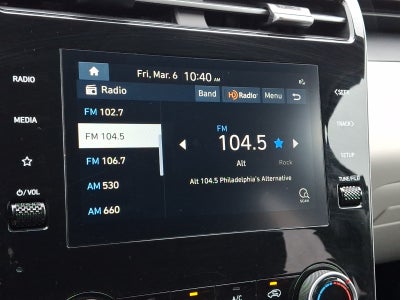 Fri, Mar. 6 10:40 AM
RADIO
Radio
Band
HD Radio
Menu
SEEK
FM 102.7
MEDIA
FM 104.5
FM
104.5
TRACK
FM 106.7
Alt
Rock
SETUP
AM 530
Alt 104.5 Philadelphia's Alternative
VOL
TUNE
FILE
SCAN
AM 660
A/C